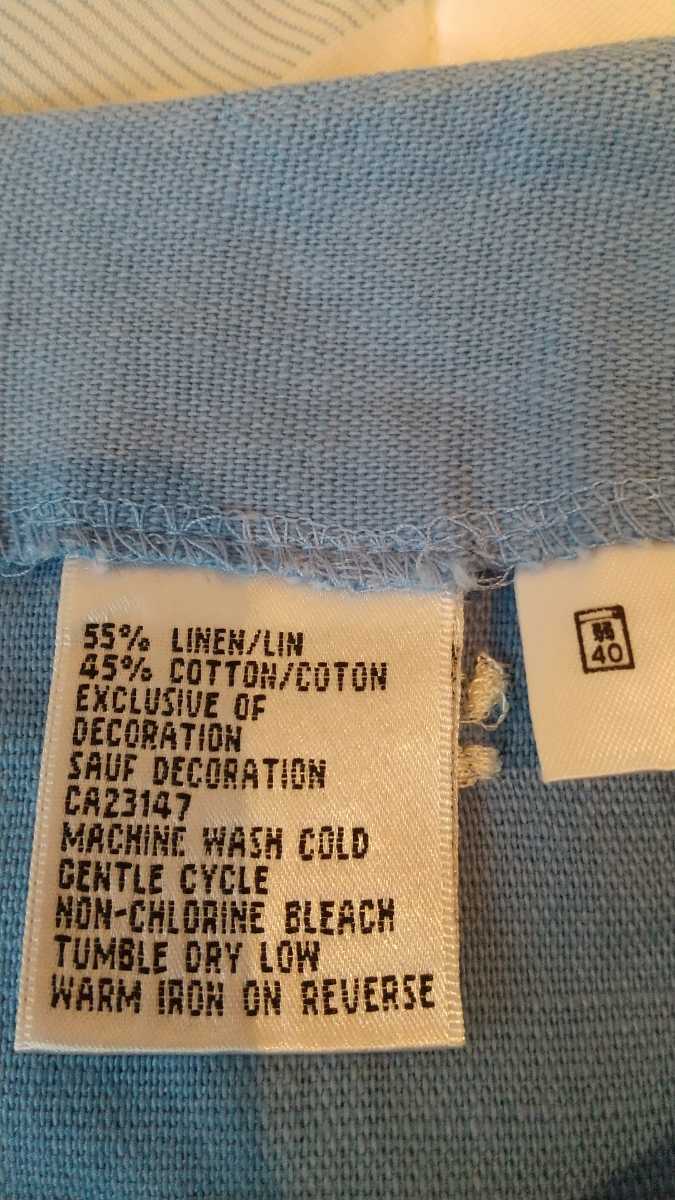 55% LINEN/LIN
45% COTTON/COTON
EXCLUSIVE OF
DECORATION
SAUF DECORATION
CA23147
MACHINE WASH COLD
GENTLE CYCLE
NON-CHLORINE BLEACH
TUMBLE DRY LOW
WARM IRON ON REVERSE
弱
40